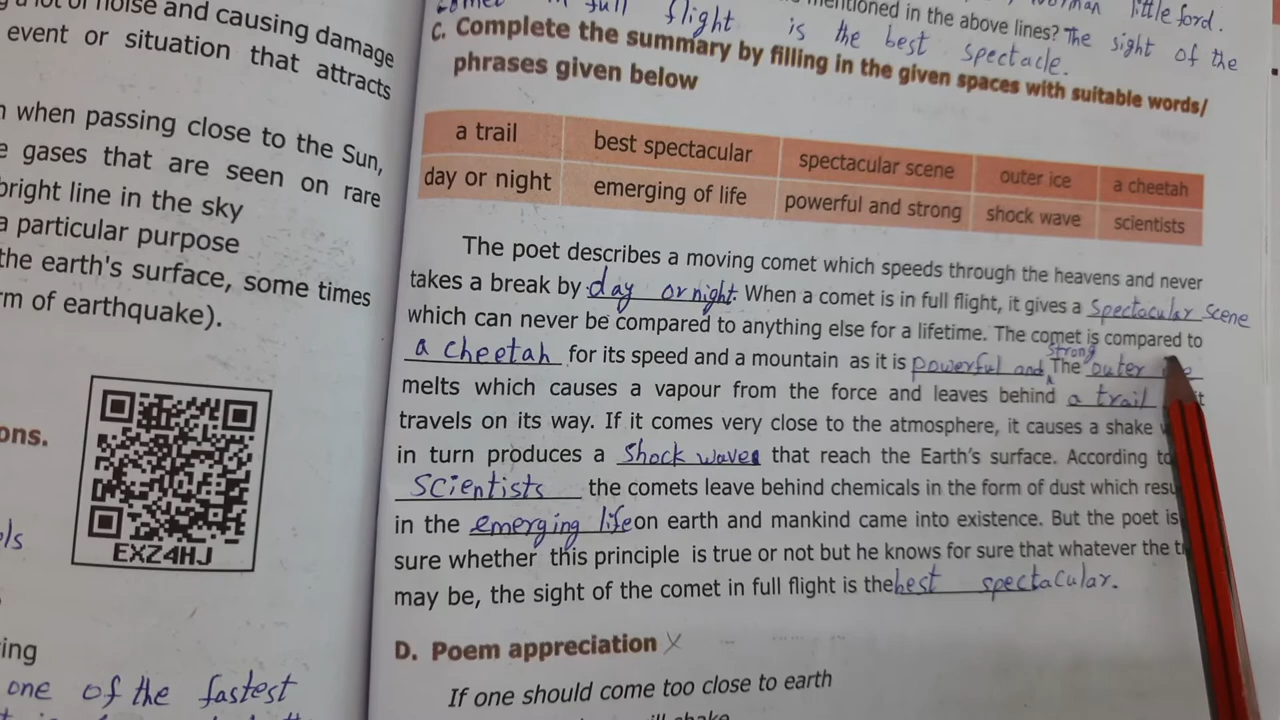 a lot of noise and causing damage
event or situation that attracts
when passing close to the Sun,
gases that are seen on rare
bright line in the sky
a particular purpose
the earth's surface, some times
rm of earthquake).
ons.
EXZ4HJ
els
ing
one of the fastest
little ford.
mentioned in the above lines? The sight of the
comet in full flight is the best spectacle.
C. Complete the summary by filling in the given spaces with suitable words/
phrases given below
a trail best spectacular spectacular scene outer ice a cheetah
day or night emerging of life powerful and strong shock wave scientists
The poet describes a moving comet which speeds through the heavens and never
takes a break by day or night. When a comet is in full flight, it gives a Spectacular scene
which can never be compared to anything else for a lifetime. The comet is compared to
a cheetah for its speed and a mountain as it is powerful and strong The outer
melts which causes a vapour from the force and leaves behind a trail it
travels on its way. If it comes very close to the atmosphere, it causes a shake
in turn produces a Shock waves that reach the Earth's surface. According to
Scientists the comets leave behind chemicals in the form of dust which resu
in the emerging life on earth and mankind came into existence. But the poet is
sure whether this principle is true or not but he knows for sure that whatever the t
may be, the sight of the comet in full flight is the best spectacular.
D. Poem appreciation X
If one should come too close to earth
will shake